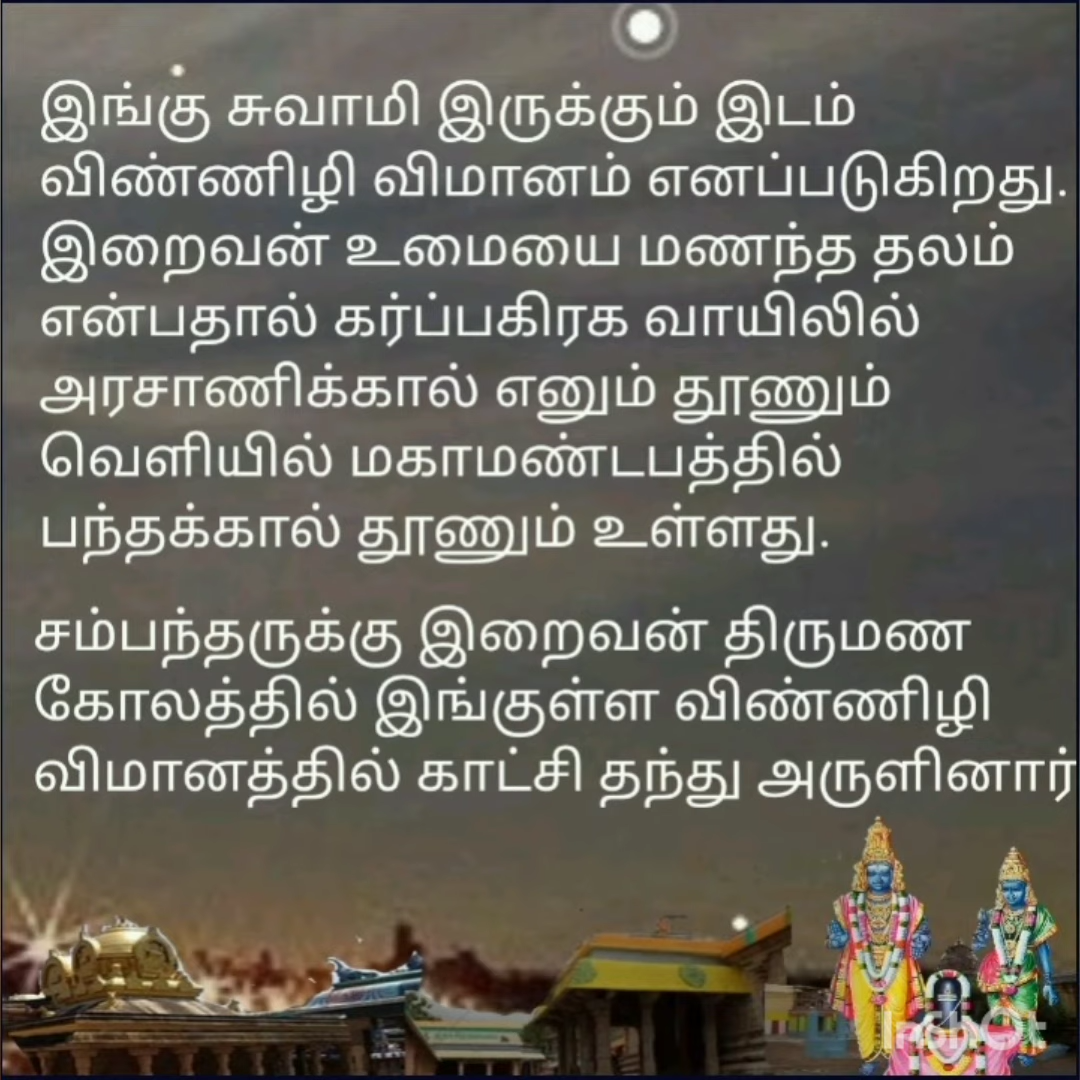 இங்கு சுவாமி இருக்கும் இடம்
விண்ணிழி விமானம் எனப்படுகிறது.
இறைவன் உமையை மணந்த தலம்
என்பதால் கர்ப்பகிரக வாயிலில்
அரசாணிக்கால் எனும் தூணும்
வெளியில் மகாமண்டபத்தில்
பந்தக்கால் தூணும் உள்ளது.
சம்பந்தருக்கு இறைவன் திருமண
கோலத்தில் இங்குள்ள விண்ணிழி
விமானத்தில் காட்சி தந்து அருளினார்
InShOt